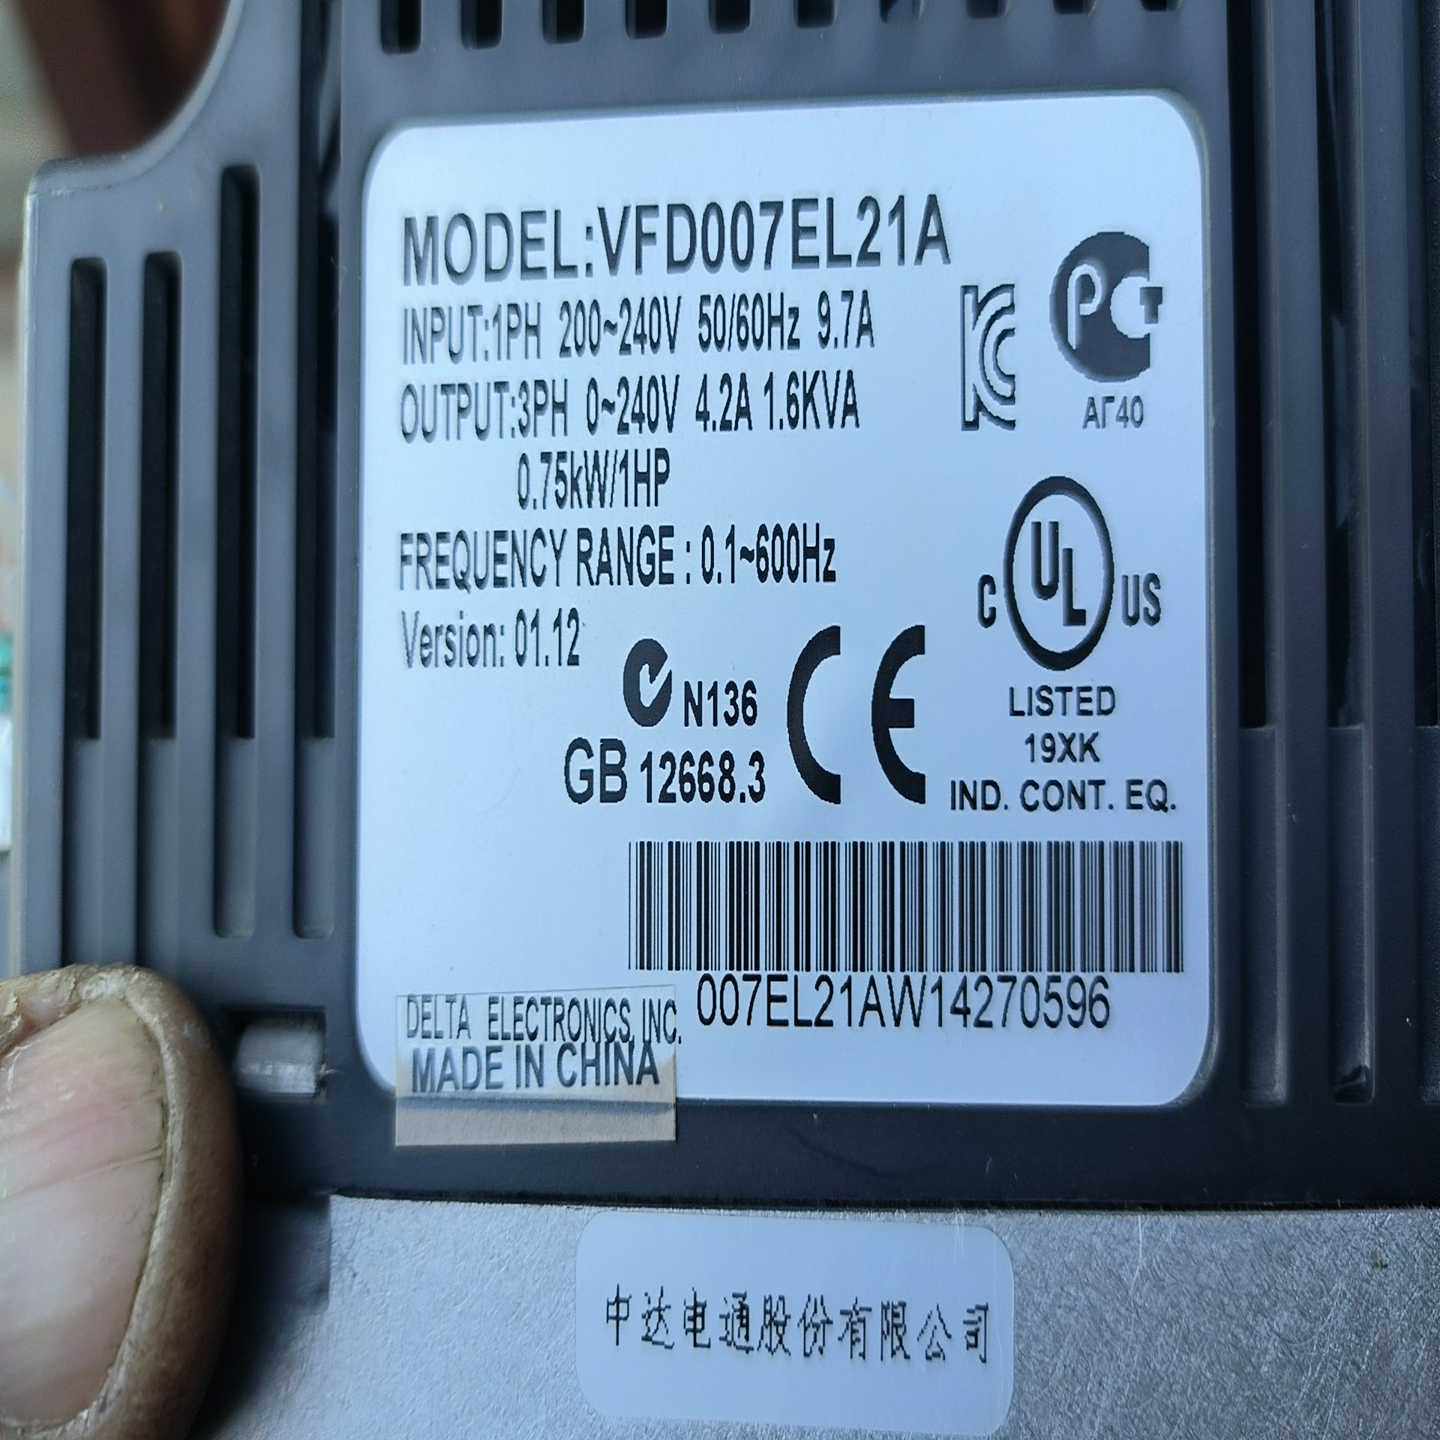 MODEL:VFD007EL21A
INPUT:1PH 200~240V 50/60Hz 9.7A
OUTPUT:3PH 0~240V 4.2A 1.6KVA
0.75kW/1HP
FREQUENCY RANGE : 0.1~600Hz
Version: 01.12
N136
GB 12668.3
CE
KC
PCT
АГ40
C UL US
LISTED
19XK
IND. CONT. EQ.
007EL21AW14270596
DELTA ELECTRONICS, INC.
MADE IN CHINA
中达电通股份有限公司